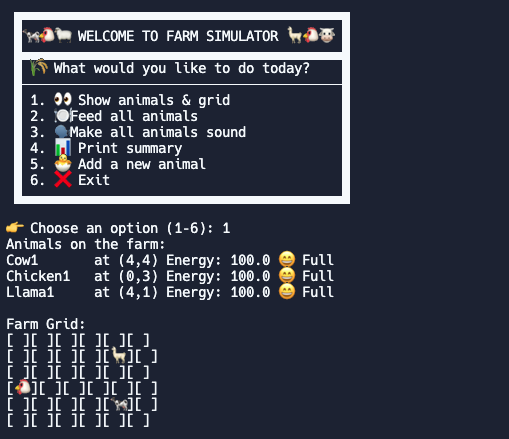 🐄🐔🐑 WELCOME TO FARM SIMULATOR 🦙🐔🐮
🌾 What would you like to do today?
1. 👀 Show animals & grid
2. 🍽️Feed all animals
3. 🗣️Make all animals sound
4. 📊 Print summary
5. 🐣 Add a new animal
6. ❌ Exit
👉 Choose an option (1-6): 1
Animals on the farm:
Cow1       at (4,4) Energy: 100.0 😄 Full
Chicken1   at (0,3) Energy: 100.0 😄 Full
Llama1     at (4,1) Energy: 100.0 😄 Full
Farm Grid:
[ ][ ][ ][ ][ ][ ]
[ ][ ][ ][ ][🦙][ ]
[ ][ ][ ][ ][ ][ ]
[🐔][ ][ ][ ][ ][ ]
[ ][ ][ ][ ][🐄][ ]
[ ][ ][ ][ ][ ][ ]